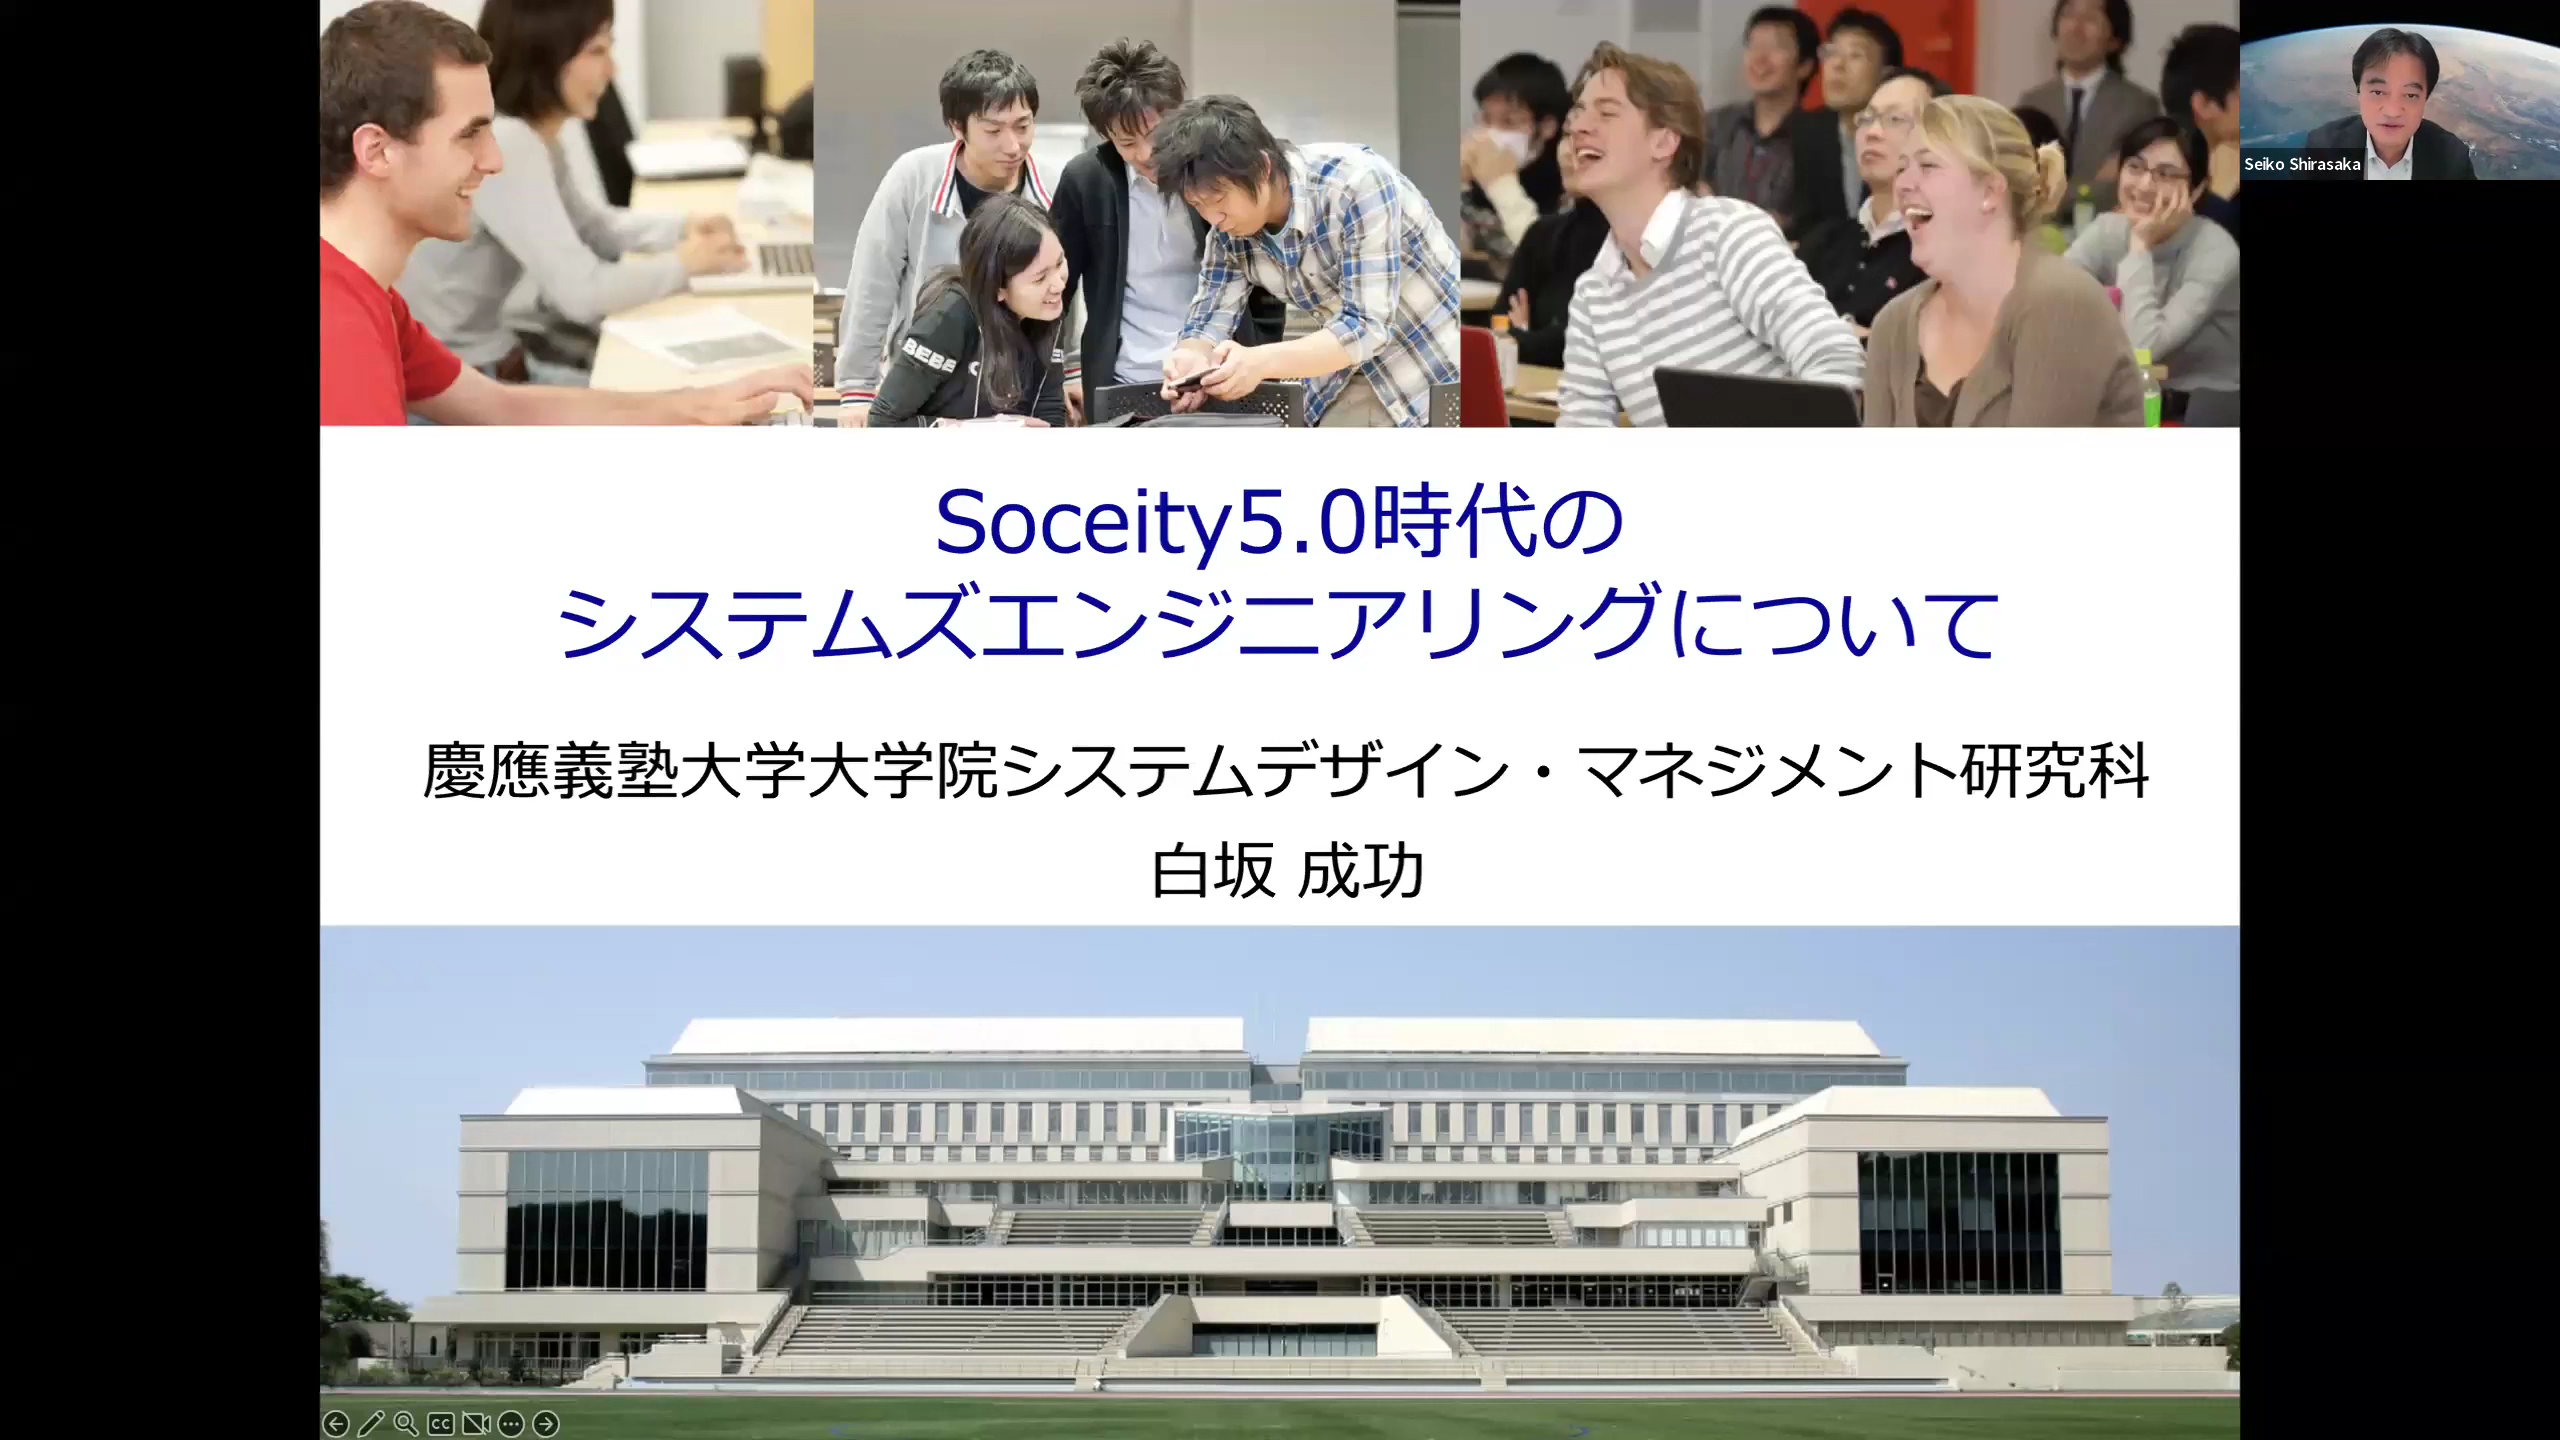 Seiko Shirasaka
BEBE
Soceity5.0時代の
システムズエンジニアリングについて
慶應義塾大学大学院システムデザイン・マネジメント研究科
白坂 成功
CC